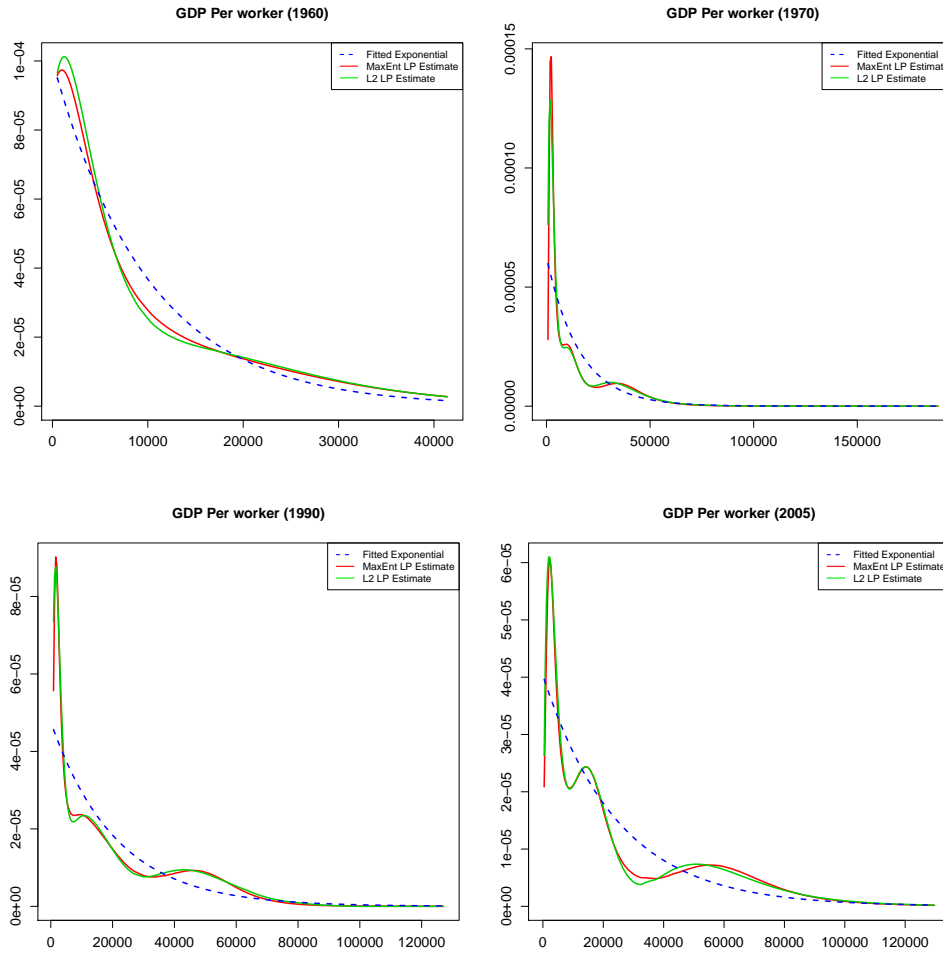 GDP Per worker (1960)
Fitted Exponential
MaxEnt LP Estimate
L2 LP Estimate
0e+00 2e-05 4e-05 6e-05 8e-05 1e-04
0 10000 20000 30000 40000
GDP Per worker (1970)
Fitted Exponential
MaxEnt LP Estimate
L2 LP Estimate
0.00000 0.00005 0.00010 0.00015
0 50000 100000 150000
GDP Per worker (1990)
Fitted Exponential
MaxEnt LP Estimate
L2 LP Estimate
0e+00 2e-05 4e-05 6e-05 8e-05
0 20000 40000 60000 80000 100000 120000
GDP Per worker (2005)
Fitted Exponential
MaxEnt LP Estimate
L2 LP Estimate
0e+00 1e-05 2e-05 3e-05 4e-05 5e-05 6e-05
0 20000 40000 60000 80000 100000 120000